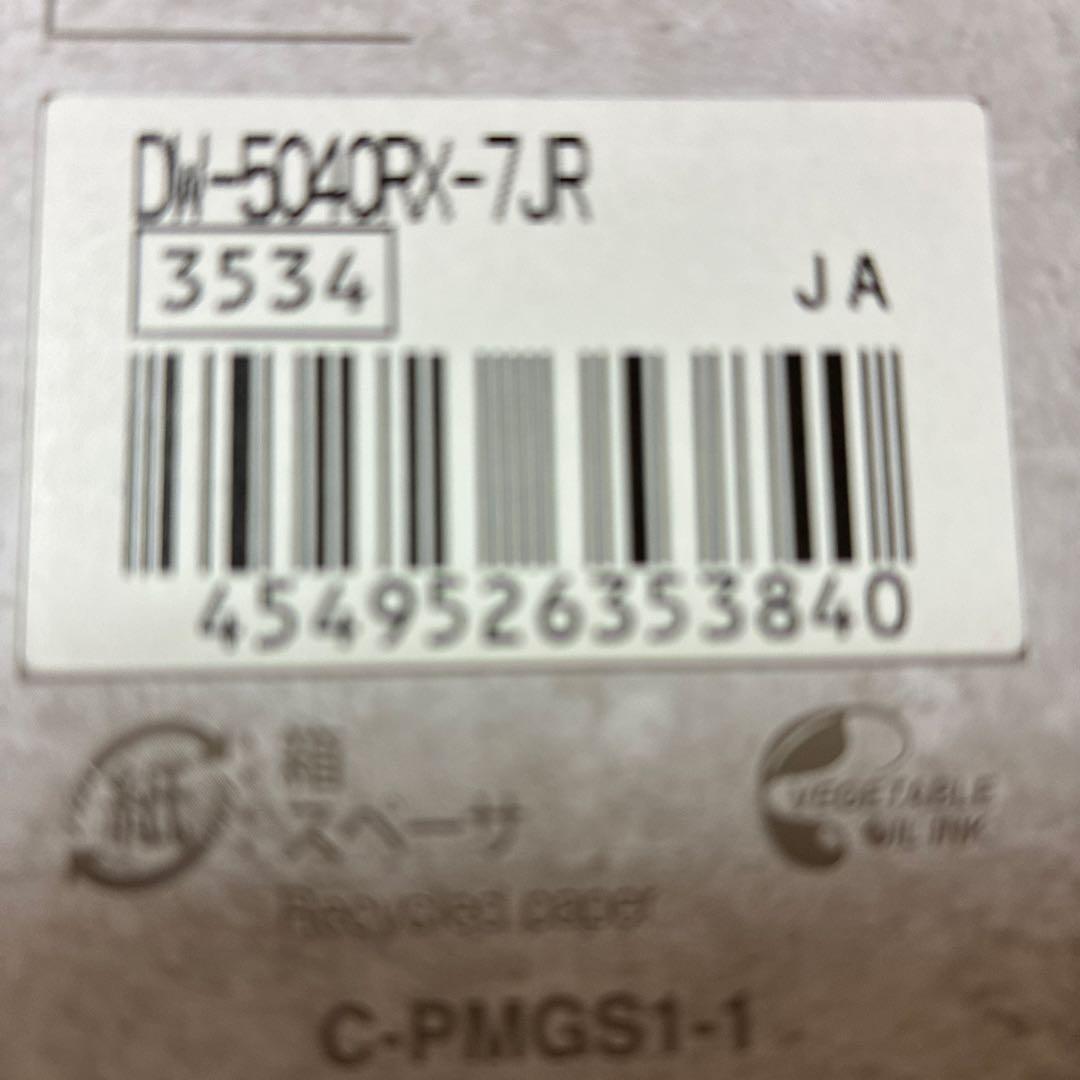 DW-5040RX-7JR
3534
JA
4549526353840
紙
箱
スペーサ
VEGETABLE
OIL INK
Recycled paper
C-PMGS1-1